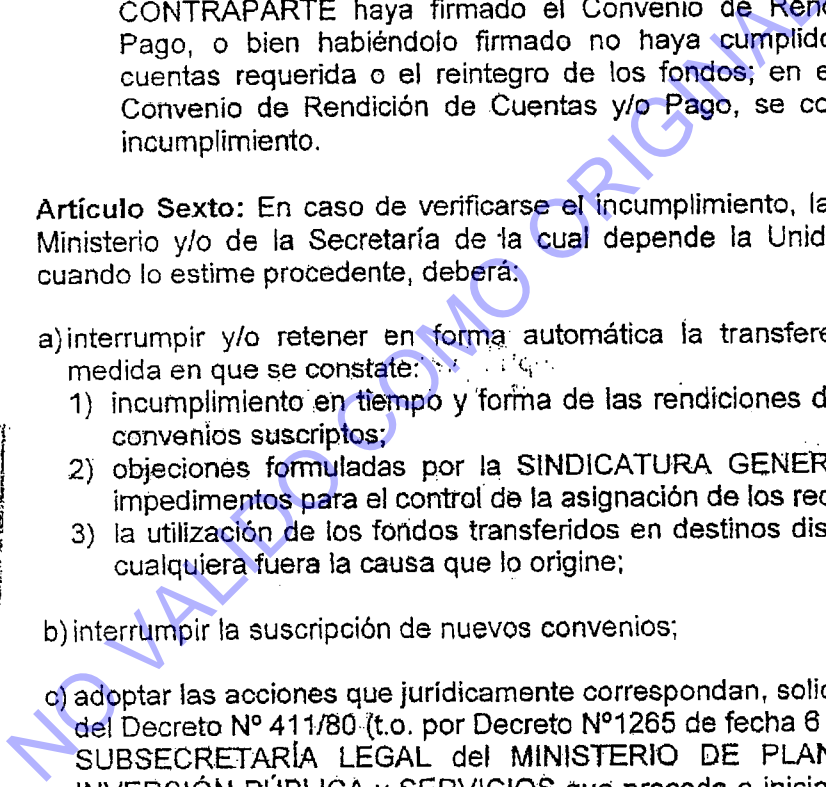 CONTRAPARTE haya firmado el Convenio de
Pago, o bien habiéndolo firmado no haya
cuentas requerida o el reintegro de los fondos; en
Convenio de Rendición de Cuentas y/o Pago, se
incumplimiento.
Artículo Sexto: En caso de verificarse el incumplimiento,
Ministerio y/o de la Secretaría de la cual depende la
cuando lo estime procedente, deberá:
a) interrumpir y/o retener en forma automática la
medida en que se constate:
1) incumplimiento en tiempo y forma de las rendiciones
convenios suscriptos;
2) objeciones formuladas por la SINDICATURA
impedimentos para el control de la asignación de los
3) la utilización de los fondos transferidos en destinos
cualquiera fuera la causa que lo origine;
b) interrumpir la suscripción de nuevos convenios;
c) adoptar las acciones que jurídicamente correspondan,
del Decreto Nº 411/80 (t.o. por Decreto Nº1265 de fecha 6
SUBSECRETARÍA LEGAL del MINISTERIO DE
INVERSIÓN PÚBLICA y SERVICIOS que proceda a
NO VALIDO COMO ORIGINAL